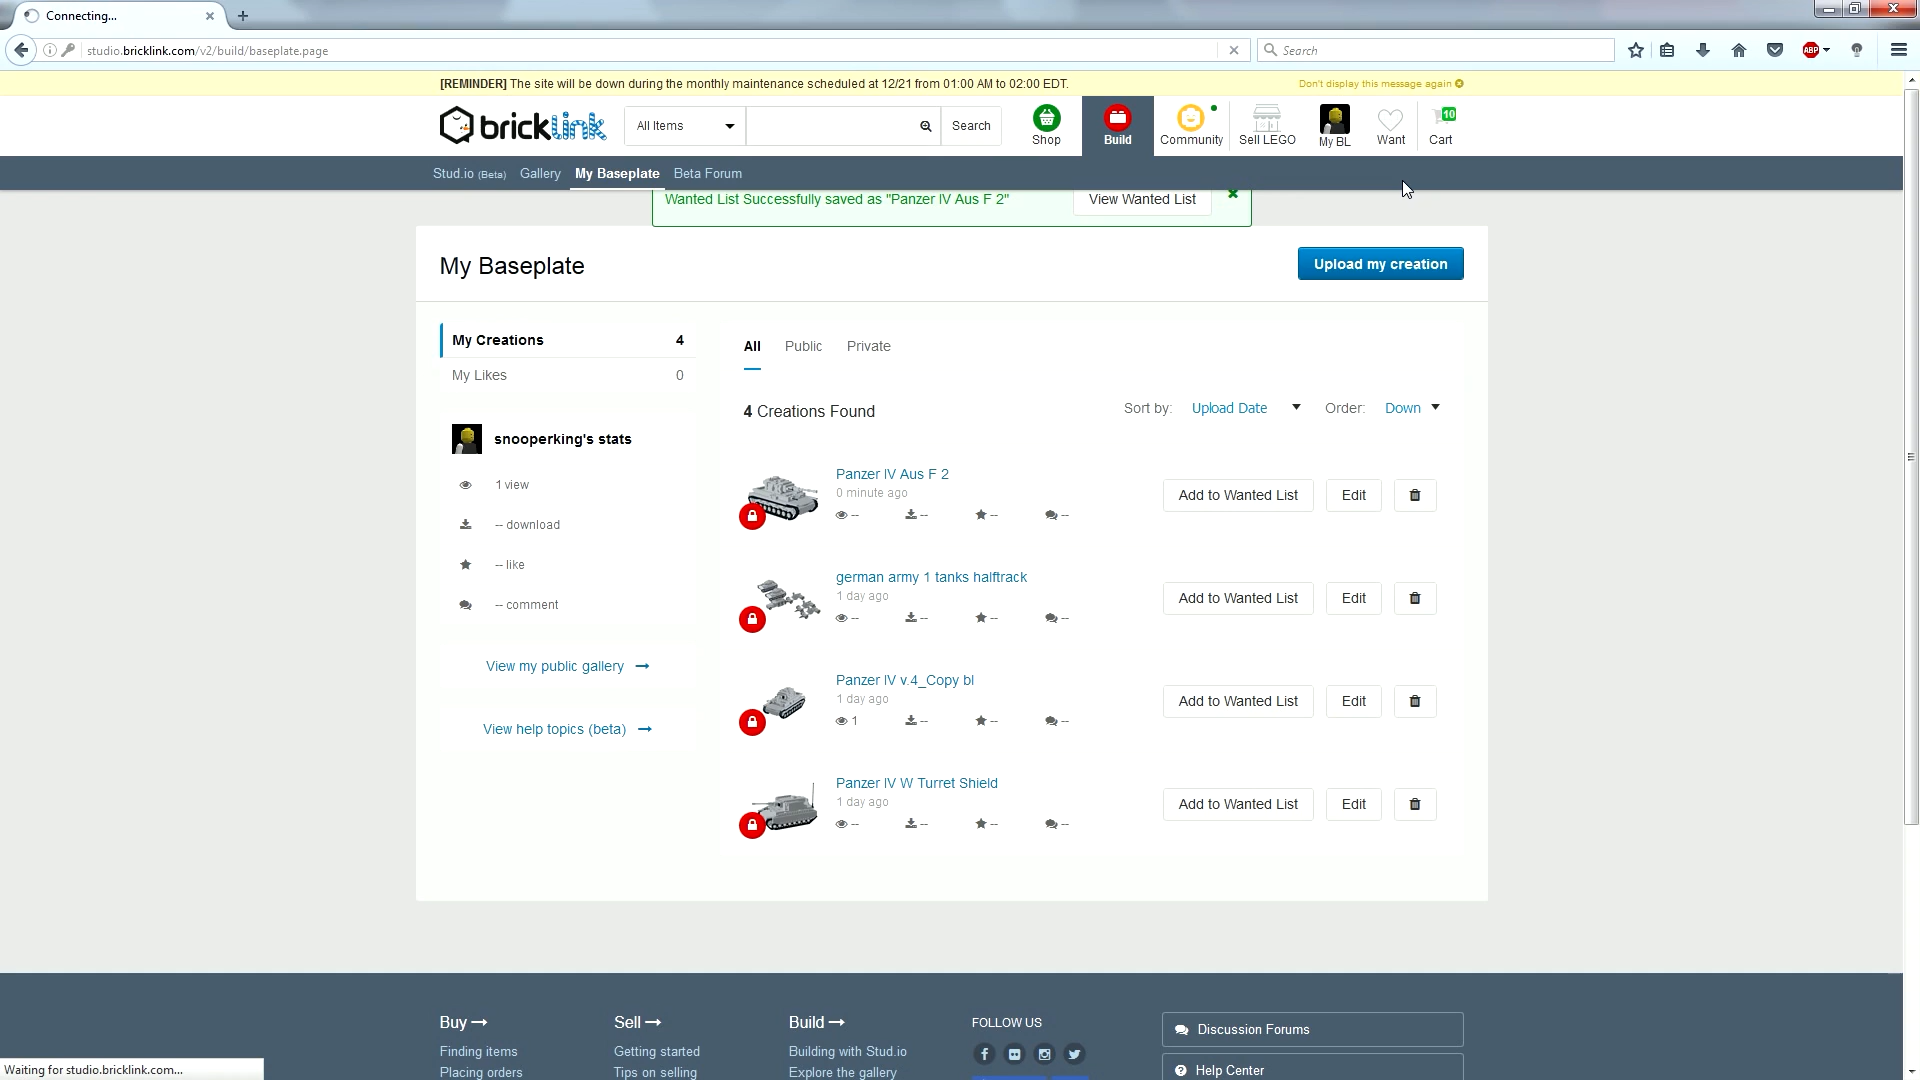 Connecting...
studio.bricklink.com/v2/build/baseplate.page
Search
ABP
[REMINDER] The site will be down during the monthly maintenance scheduled at 12/21 from 01:00 AM to 02:00 EDT.
Don't display this message again
bricklink
All Items
Search
Shop
Build
Community
Sell LEGO
My BL
Want
10
Cart
Stud.io (Beta)
Gallery
My Baseplate
Beta Forum
Wanted List Successfully saved as "Panzer IV Aus F 2"
View Wanted List
My Baseplate
Upload my creation
My Creations 4
My Likes 0
snooperking's stats
1 view
-- download
-- like
-- comment
View my public gallery
View help topics (beta)
All
Public
Private
4 Creations Found
Sort by: Upload Date
Order: Down
Panzer IV Aus F 2
0 minute ago
-- -- -- --
Add to Wanted List
Edit
german army 1 tanks halftrack
1 day ago
-- -- -- --
Add to Wanted List
Edit
Panzer IV v.4_Copy bl
1 day ago
1 -- -- --
Add to Wanted List
Edit
Panzer IV W Turret Shield
1 day ago
-- -- -- --
Add to Wanted List
Edit
Buy
Finding items
Placing orders
Sell
Getting started
Tips on selling
Build
Building with Stud.io
Explore the gallery
FOLLOW US
Discussion Forums
Help Center
Waiting for studio.bricklink.com...